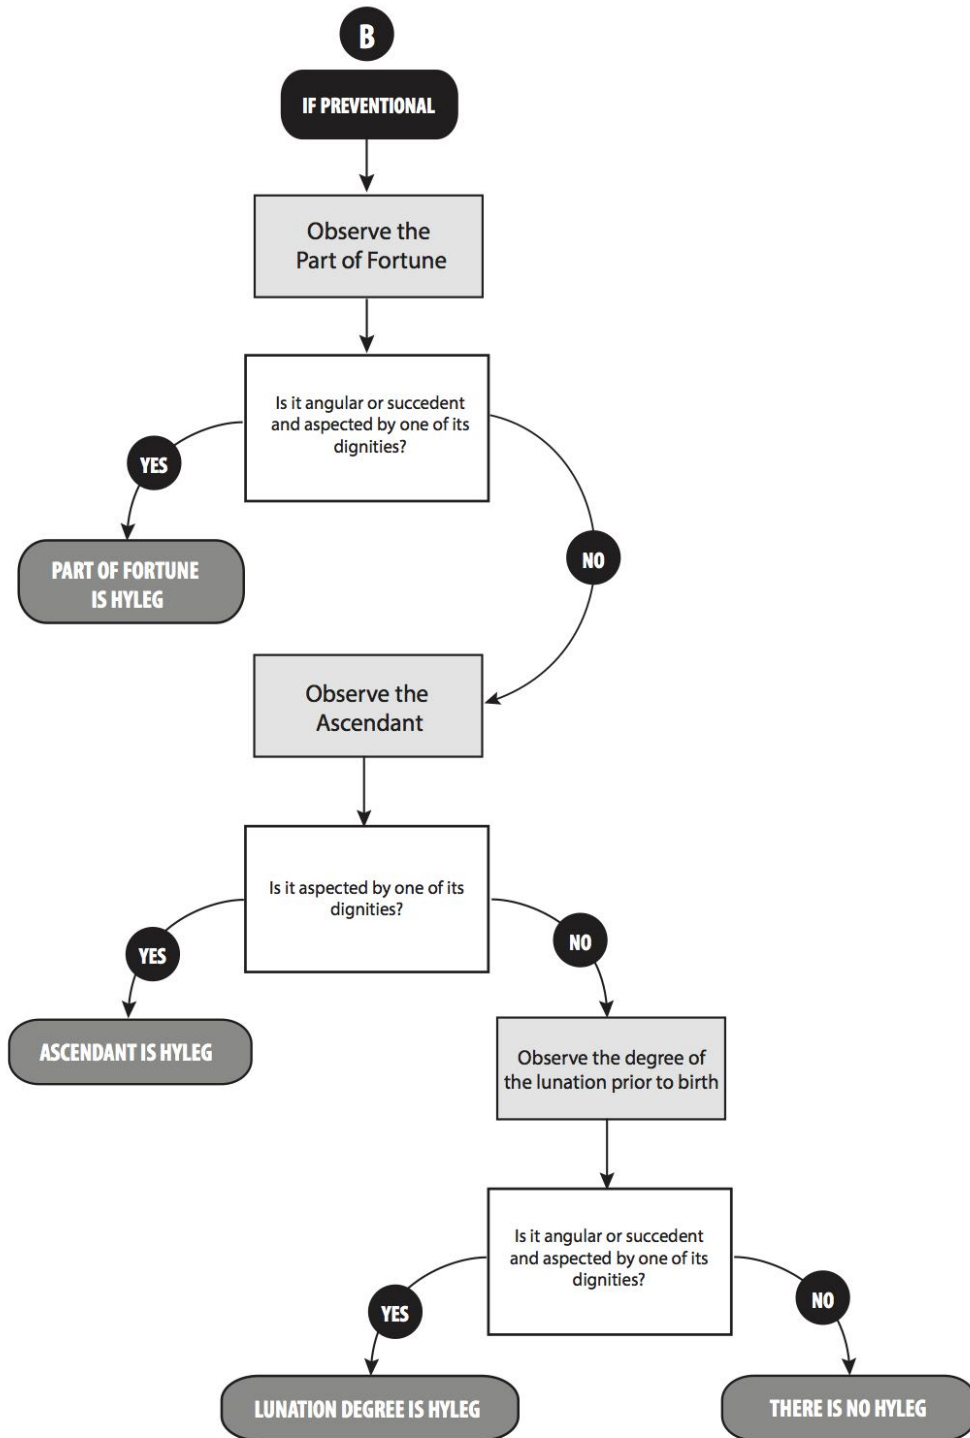 B
IF PREVENTIONAL
Observe the
Part of Fortune
Is it angular or succedent
and aspected by one of its
dignities?
YES
NO
PART OF FORTUNE
IS HYLEG
Observe the
Ascendant
Is it aspected by one of its
dignities?
YES
NO
ASCENDANT IS HYLEG
Observe the degree of
the lunation prior to birth
Is it angular or succedent
and aspected by one of its
dignities?
YES
NO
LUNATION DEGREE IS HYLEG
THERE IS NO HYLEG